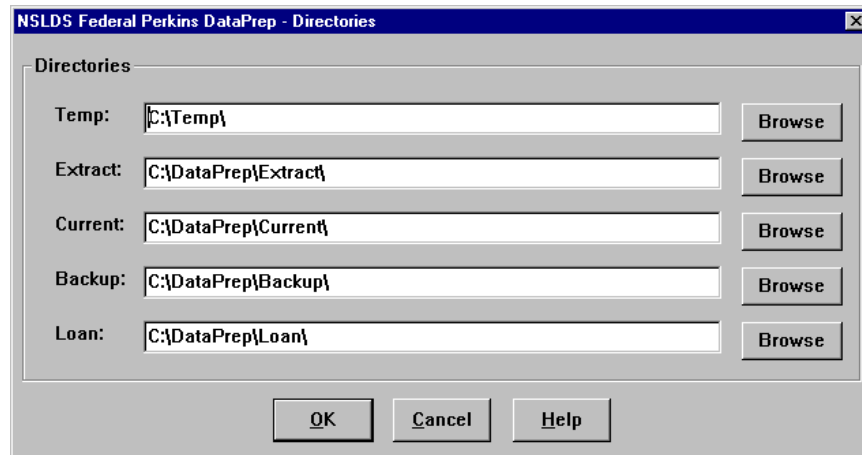 NSLDS Federal Perkins DataPrep - Directories
Directories
Temp: C:\Temp\ Browse
Extract: C:\DataPrep\Extract\ Browse
Current: C:\DataPrep\Current\ Browse
Backup: C:\DataPrep\Backup\ Browse
Loan: C:\DataPrep\Loan\ Browse
OK Cancel Help